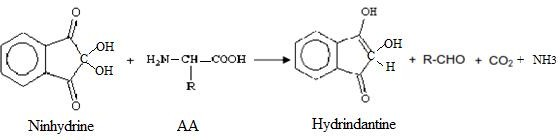 O
OH
OH
O
+
H₂N—CH—COOH
R
OH
OH
H
O
+ R-CHO + CO₂ + NH3
C
C
Ninhydrine AA Hydrindantine